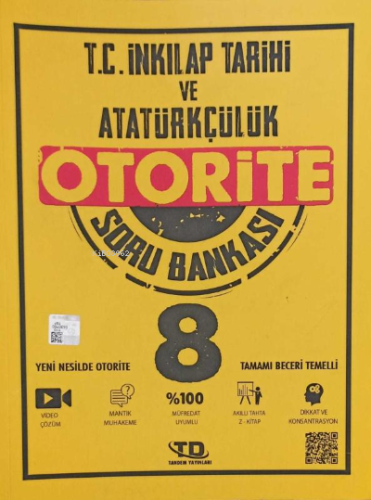 T.C. İNKILAP TARİHİ
VE
ATATÜRKÇÜLÜK
OTORİTE
SORU BANKASI
8
YENİ NESİLDE OTORİTE
TAMAMI BECERİ TEMELLİ
VİDEO
ÇÖZÜM
MANTIK
MUHAKEME
%100
MÜFREDAT
UYUMLU
AKILLI TAHTA
Z - KİTAP
DİKKAT VE
KONSANTRASYON
TD
TANDEM YAYINLARI